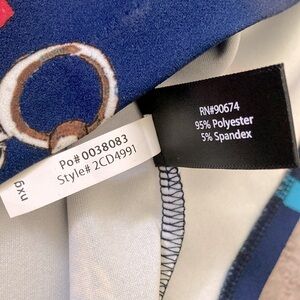 Po# 0038083
Style# 2CD4991
RN#90674
95% Polyester
5% Spandex